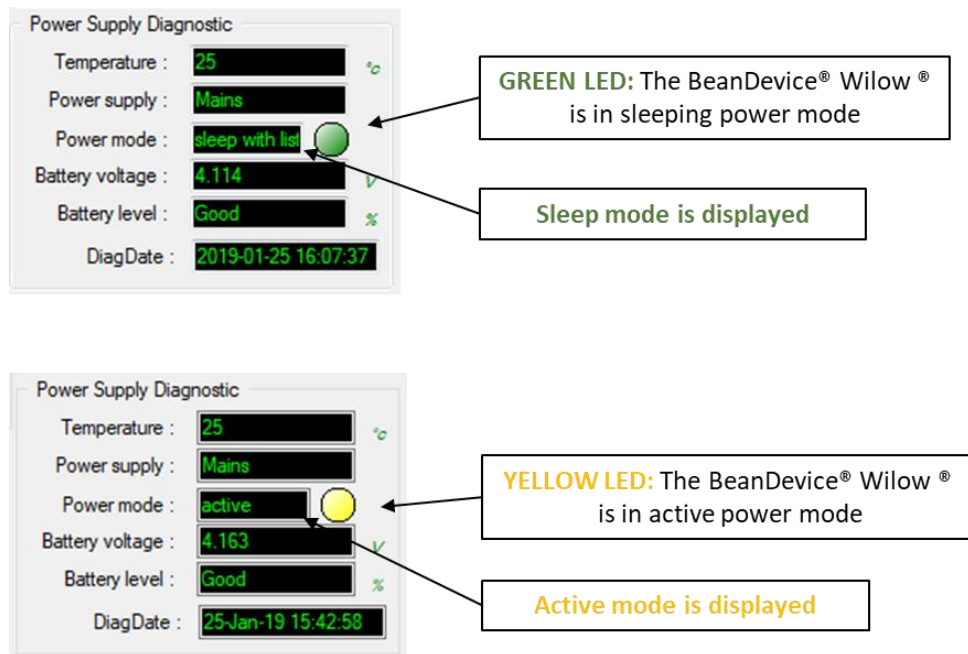 Power Supply Diagnostic
Temperature : 25 °c
Power supply : Mains
Power mode : sleep with list
Battery voltage : 4.114 V
Battery level : Good %
DiagDate : 2019-01-25 16:07:37
GREEN LED: The BeanDevice® Wilow ®
is in sleeping power mode
Sleep mode is displayed
Power Supply Diagnostic
Temperature : 25 °c
Power supply : Mains
Power mode : active
Battery voltage : 4.163 V
Battery level : Good %
DiagDate : 25-Jan-19 15:42:58
YELLOW LED: The BeanDevice® Wilow ®
is in active power mode
Active mode is displayed